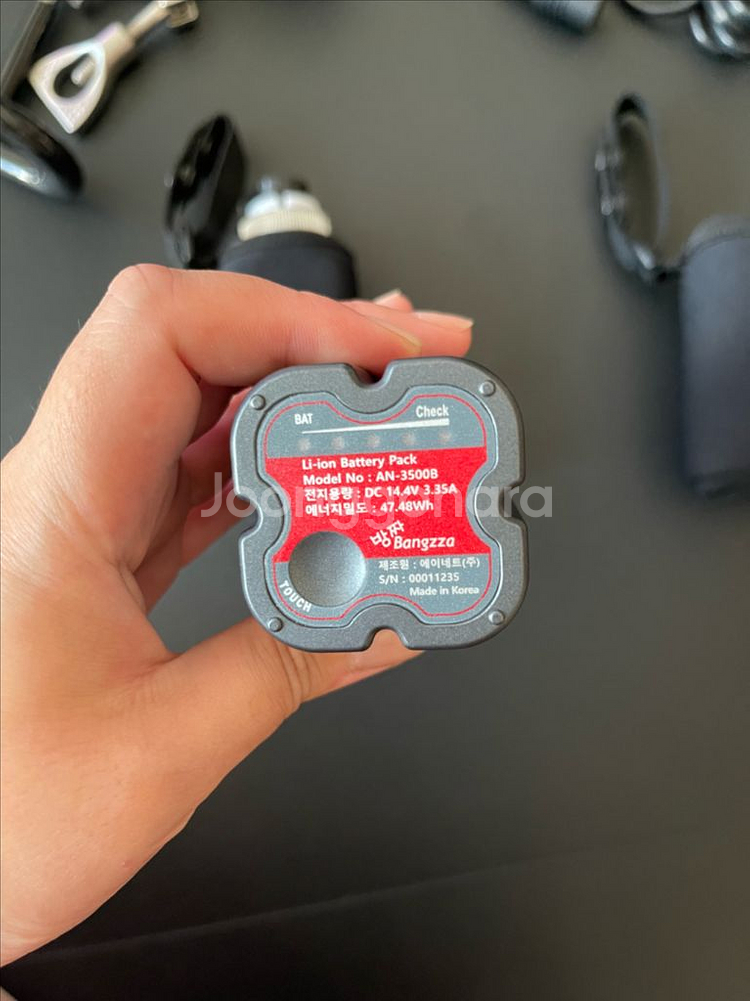 BAT Check
Li-ion Battery Pack
Model No : AN-3500B
전지용량 : DC 14.4V 3.35A
에너지밀도 : 47.48Wh
Joonggonara
방짜 Bangzza
제조원 : 에이네트(주)
S/N : 00011235
Made in Korea
TOUCH